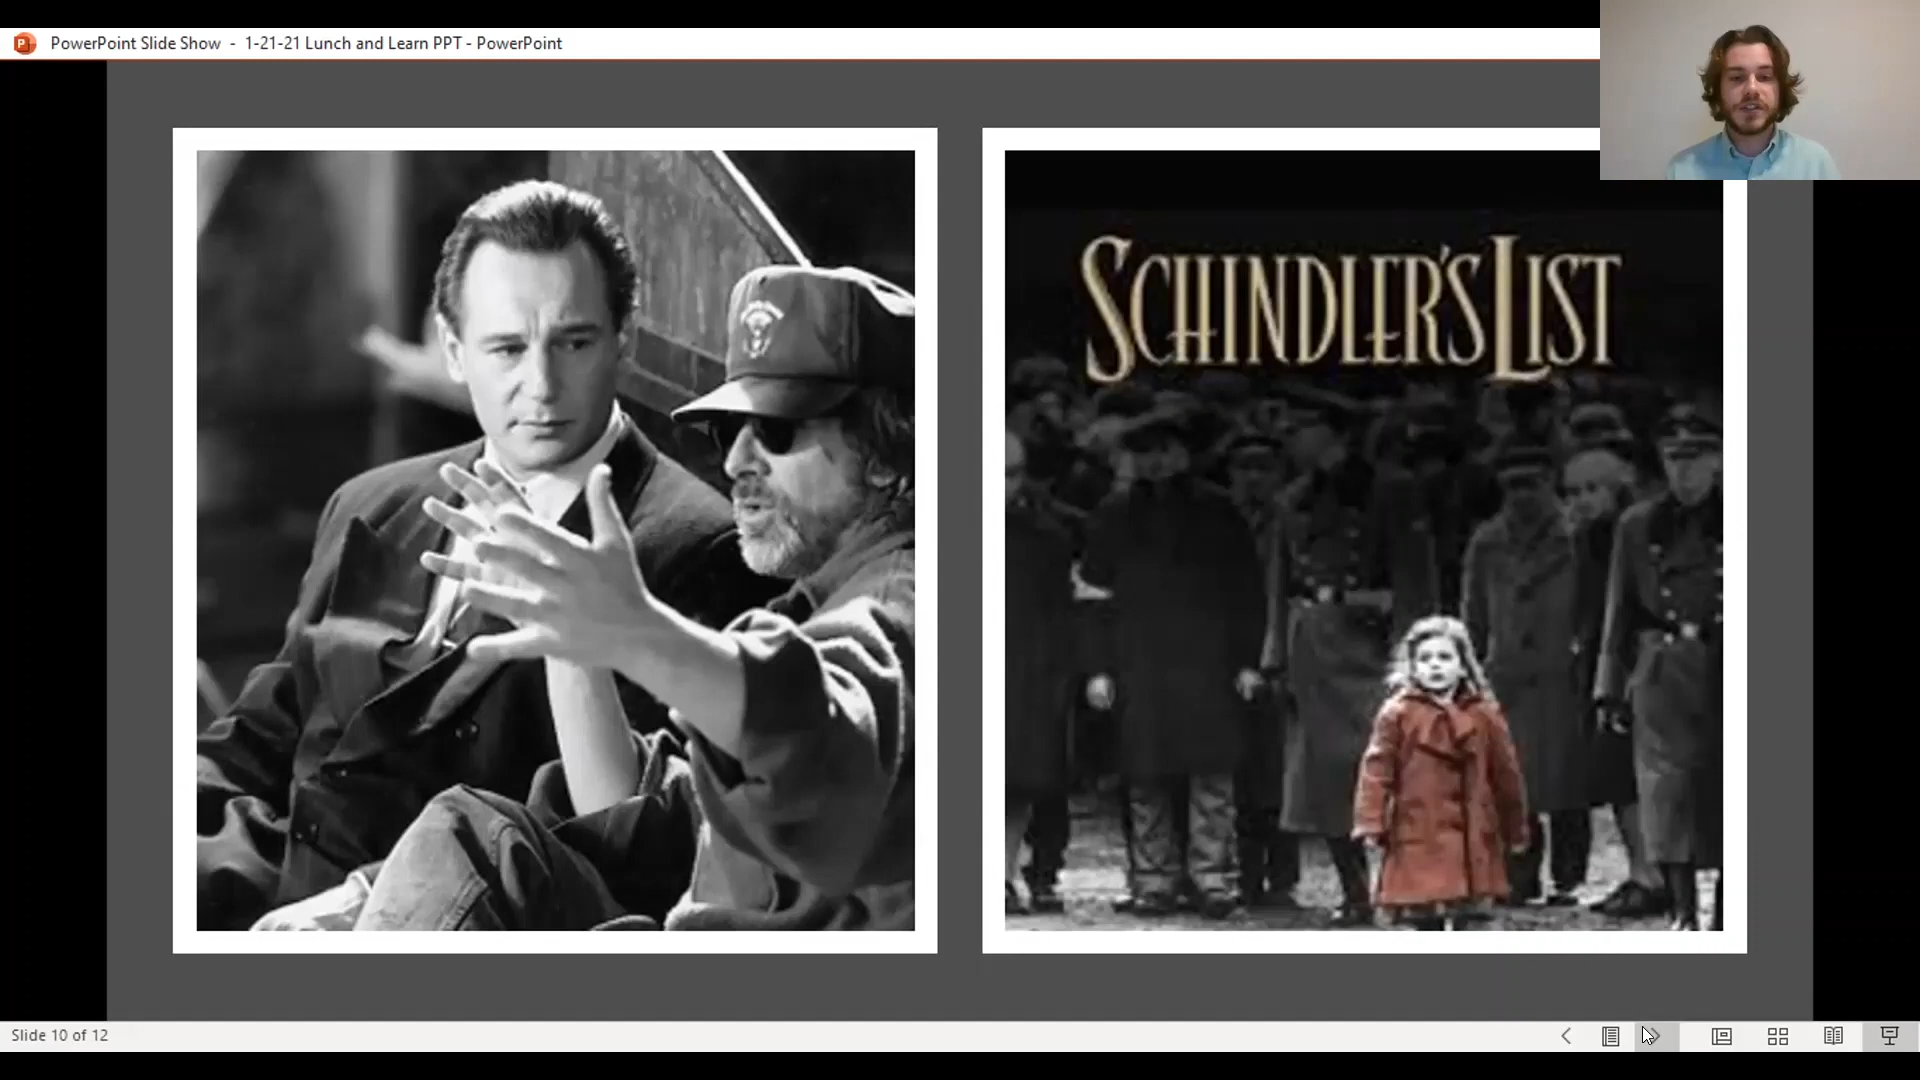 PowerPoint Slide Show - 1-21-21 Lunch and Learn PPT - PowerPoint
SCHINDLER'S LIST
Slide 10 of 12